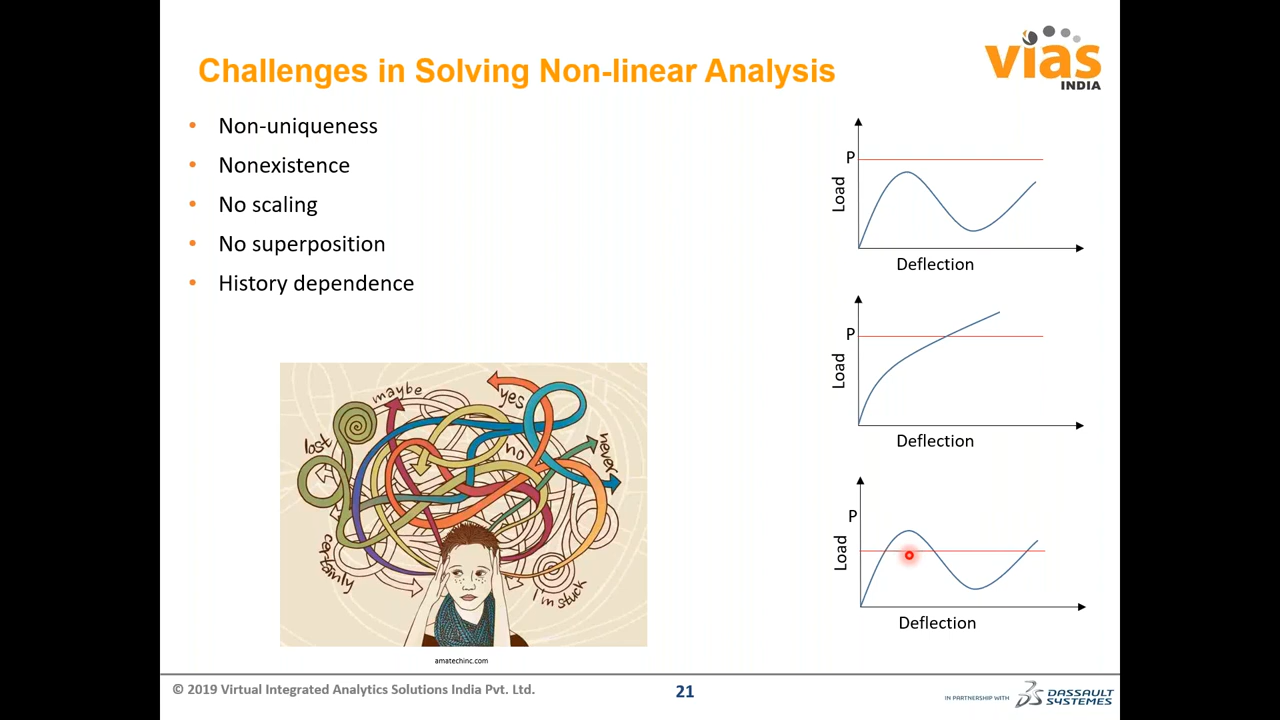 Challenges in Solving Non-linear Analysis
vias
INDIA
• Non-uniqueness
• Nonexistence
• No scaling
• No superposition
• History dependence
P
Load
Deflection
P
Load
Deflection
P
Load
Deflection
maybe
yes
lost
no
never
certainly
I'm stuck
amatechinc.com
© 2019 Virtual Integrated Analytics Solutions India Pvt. Ltd.
21
IN PARTNERSHIP WITH
DASSAULT
SYSTEMES